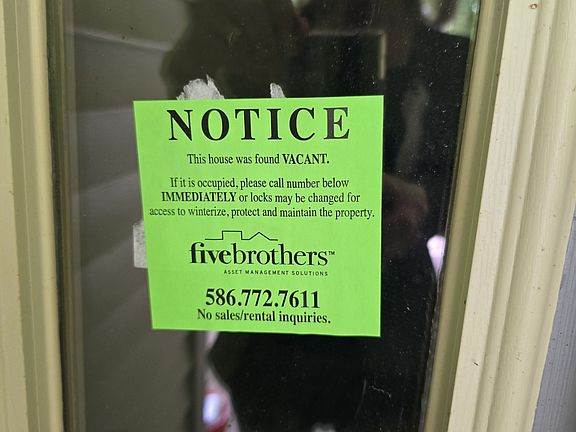 NOTICE
This house was found VACANT.
If it is occupied, please call number below
IMMEDIATELY or locks may be changed for
access to winterize, protect and maintain the property.
fivebrothers™
ASSET MANAGEMENT SOLUTIONS
586.772.7611
No sales/rental inquiries.